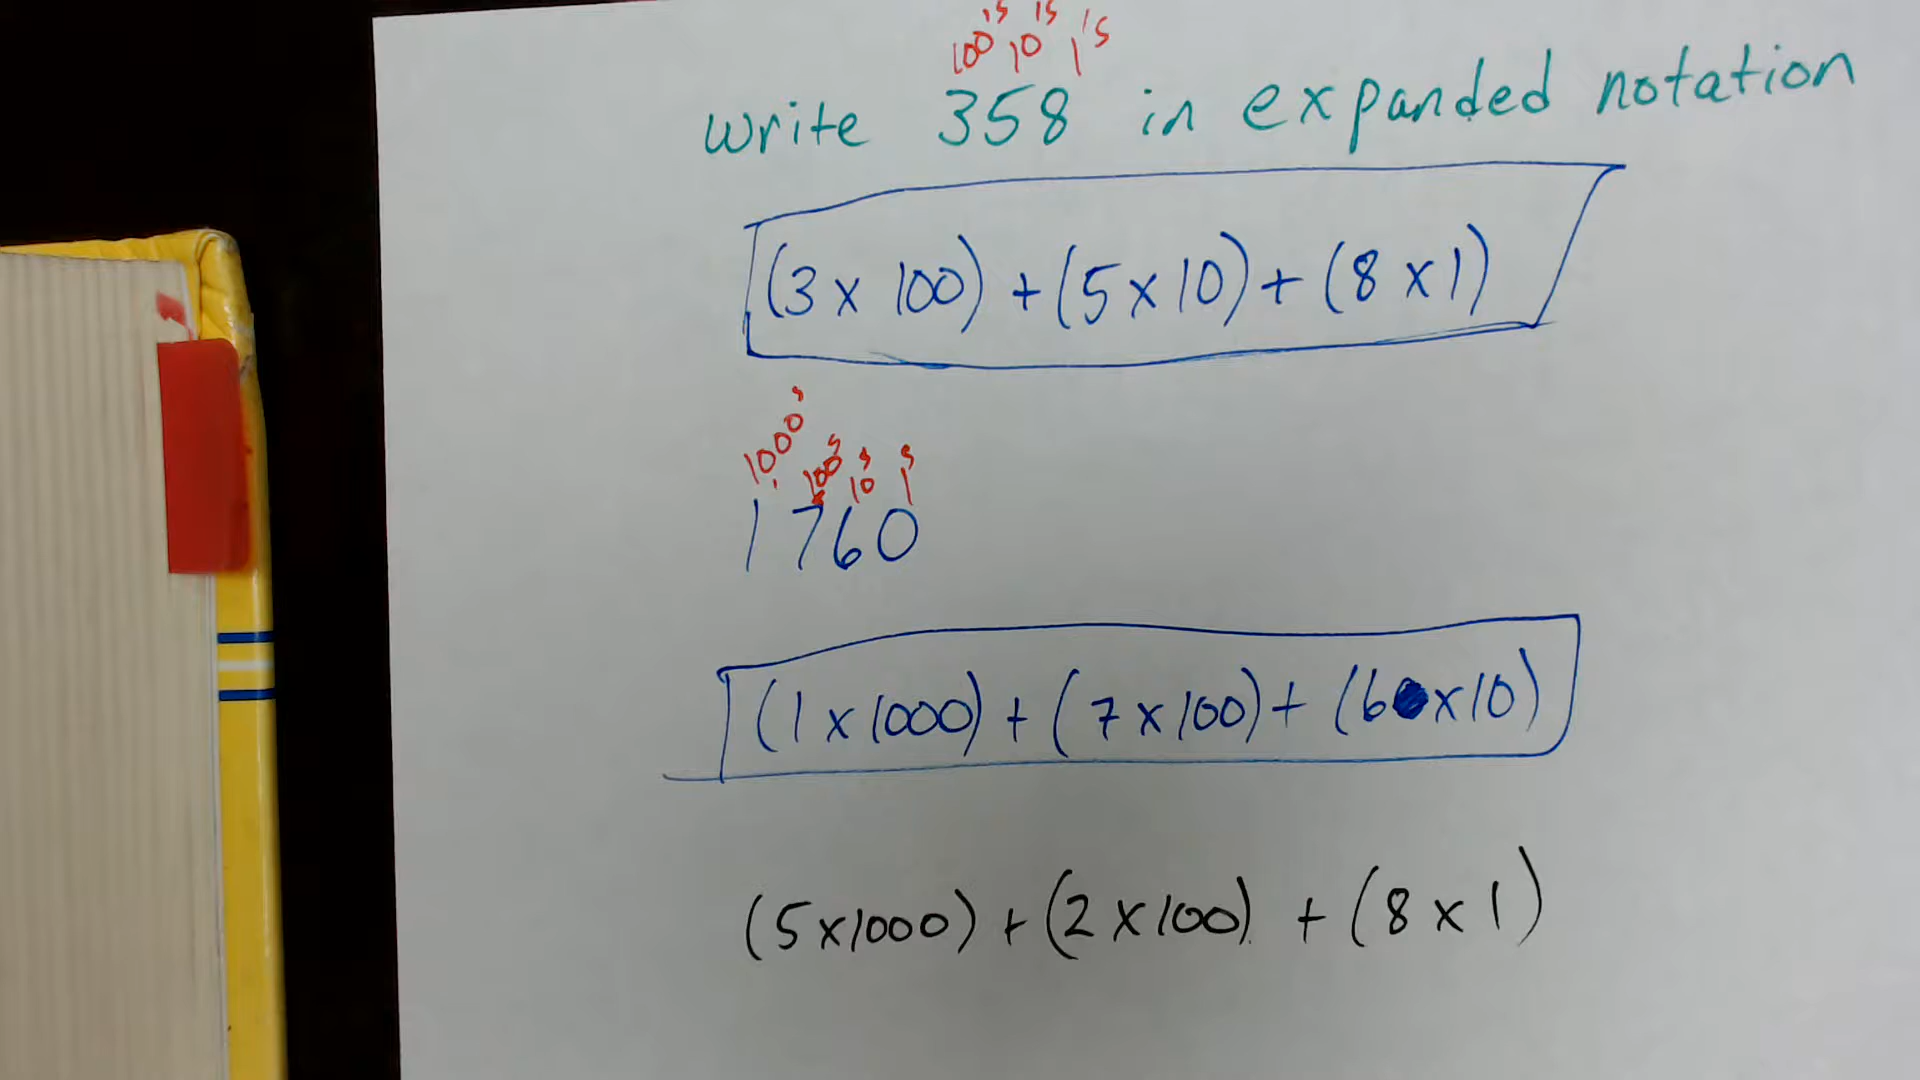 100's 10's 1's
write 358 in expanded notation
(3 x 100) + (5 x 10) + (8 x 1)
1000's 100's 10's 1's
1760
(1 x 1000) + (7 x 100) + (6 x 10)
(5 x 1000) + (2 x 100) + (8 x 1)